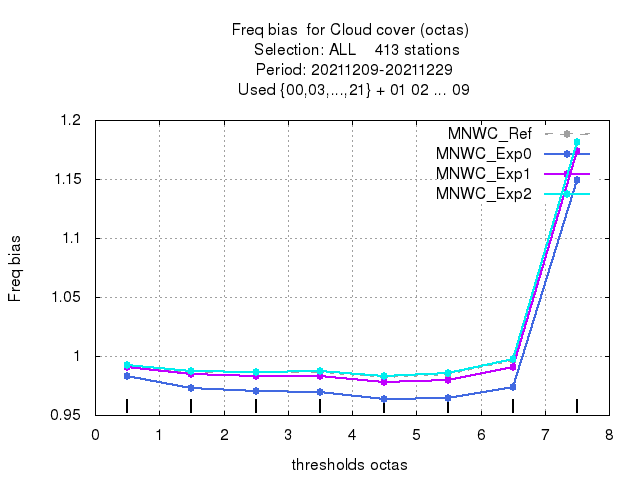 Freq bias  for Cloud cover (octas)
Selection: ALL    413 stations
Period: 20211209-20211229
Used {00,03,...,21} + 01 02 ... 09
MNWC_Ref
MNWC_Exp0
MNWC_Exp1
MNWC_Exp2
Freq bias
1.2
1.15
1.1
1.05
1
0.95
0 1 2 3 4 5 6 7 8
thresholds octas